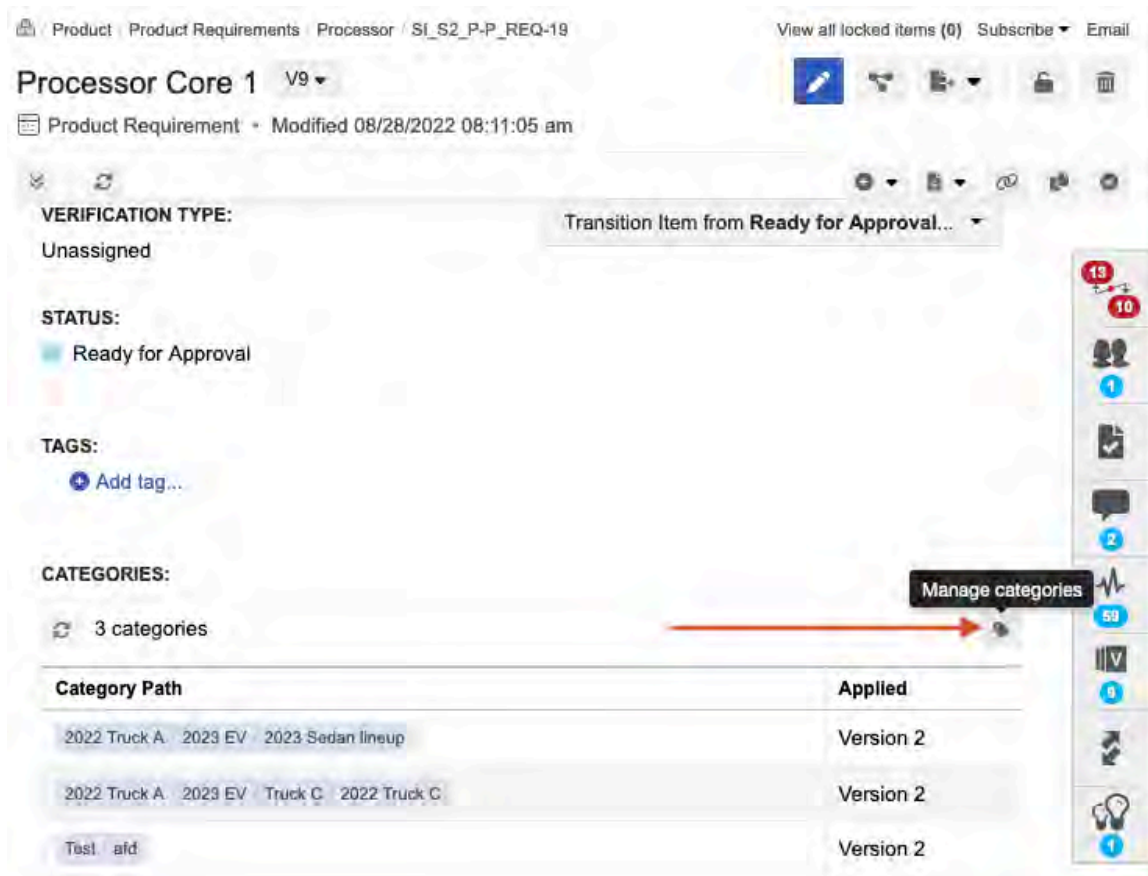 Product Product Requirements Processor SI_S2_P-P_REQ-19 View all locked items (0) Subscribe Email
Processor Core 1 V9
Product Requirement • Modified 08/28/2022 08:11:05 am
VERIFICATION TYPE:
Transition Item from Ready for Approval...
Unassigned
13
10
STATUS:
Ready for Approval
1
TAGS:
Add tag...
2
CATEGORIES:
Manage categories
59
3 categories
V
9
Category Path Applied
2022 Truck A 2023 EV 2023 Sedan lineup Version 2
2022 Truck A 2023 EV Truck C 2022 Truck C Version 2
Test afd Version 2
1